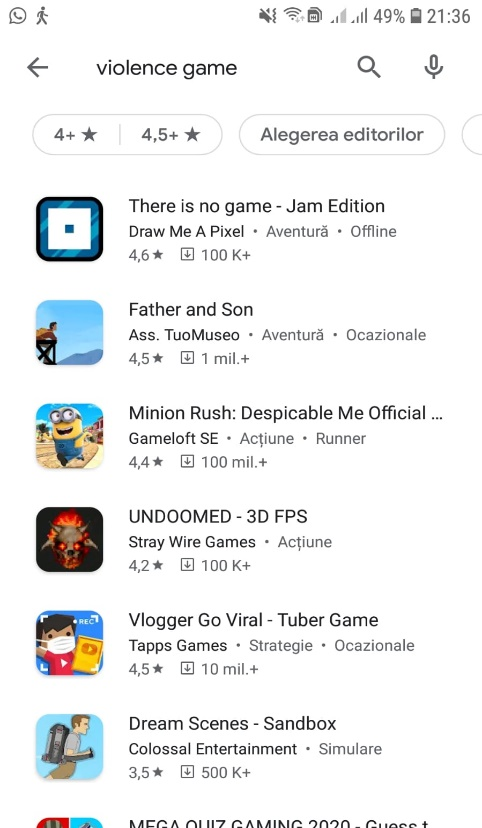 49% 21:36
violence game
4+ ★ 4,5+ ★ Alegerea editorilor
There is no game - Jam Edition
Draw Me A Pixel • Aventură • Offline
4,6 ★ 100 K+
Father and Son
Ass. TuoMuseo • Aventură • Ocazionale
4,5 ★ 1 mil.+
Minion Rush: Despicable Me Official ...
Gameloft SE • Acțiune • Runner
4,4 ★ 100 mil.+
UNDOOMED - 3D FPS
Stray Wire Games • Acțiune
4,2 ★ 100 K+
REC
Vlogger Go Viral - Tuber Game
Tapps Games • Strategie • Ocazionale
4,5 ★ 10 mil.+
Dream Scenes - Sandbox
Colossal Entertainment • Simulare
3,5 ★ 500 K+
MEGA QUIZ GAMING 2020 - Guess t